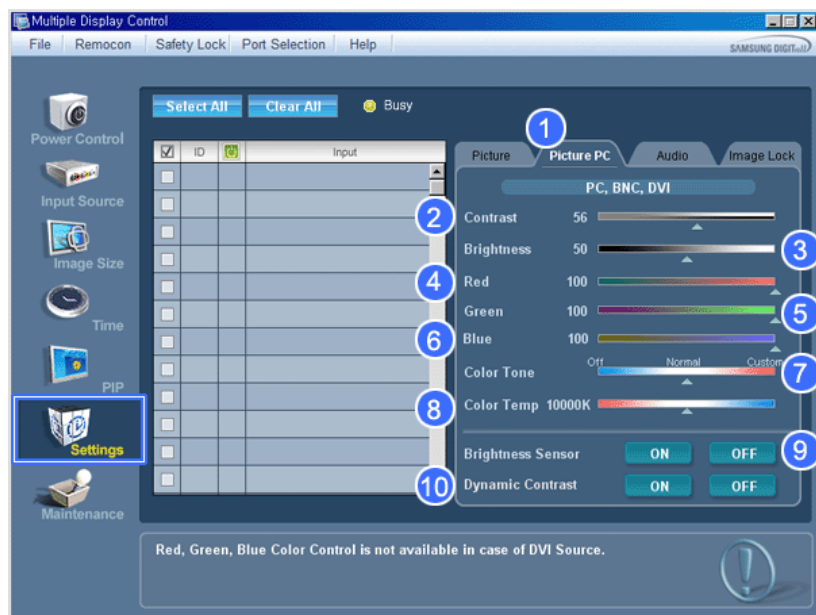 Multiple Display Control
File Remocon Safety Lock Port Selection Help
SAMSUNG DIGITall
Select All Clear All Busy
Power Control
Input Source
Image Size
Time
PIP
Settings
Maintenance
ID Input
1
Picture Picture PC Audio Image Lock
PC, BNC, DVI
2 Contrast 56
Brightness 50 3
4 Red 100
Green 100 5
6 Blue 100
Off Normal Custom
Color Tone 7
8 Color Temp 10000K
Brightness Sensor ON OFF 9
10 Dynamic Contrast ON OFF
Red, Green, Blue Color Control is not available in case of DVI Source.